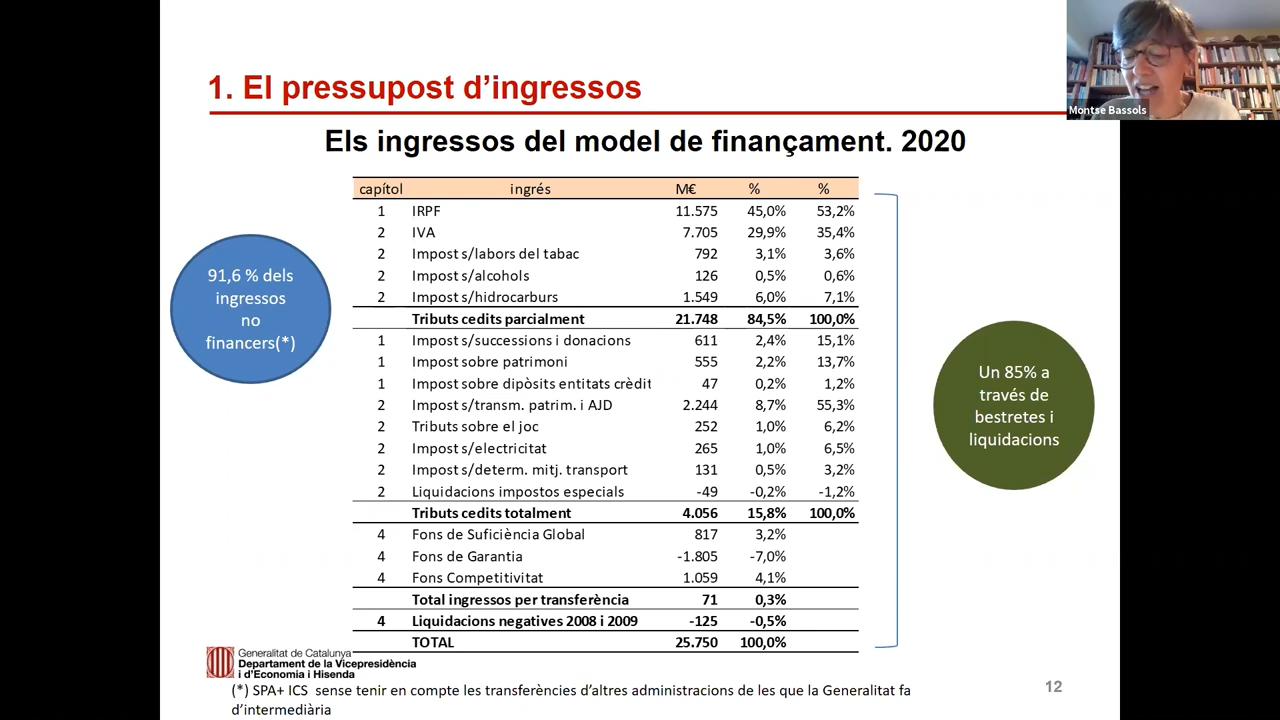 1. El pressupost d’ingressos
Montse Bassols
Els ingressos del model de finançament. 2020
capítol ingrés M€ % %
1 IRPF 11.575 45,0% 53,2%
2 IVA 7.705 29,9% 35,4%
2 Impost s/labors del tabac 792 3,1% 3,6%
2 Impost s/alcohols 126 0,5% 0,6%
2 Impost s/hidrocarburs 1.549 6,0% 7,1%
Tributs cedits parcialment 21.748 84,5% 100,0%
1 Impost s/successions i donacions 611 2,4% 15,1%
1 Impost sobre patrimoni 555 2,2% 13,7%
1 Impost sobre dipòsits entitats crèdit 47 0,2% 1,2%
2 Impost s/transm. patrim. i AJD 2.244 8,7% 55,3%
2 Tributs sobre el joc 252 1,0% 6,2%
2 Impost s/electricitat 265 1,0% 6,5%
2 Impost s/determ. mitj. transport 131 0,5% 3,2%
2 Liquidacions impostos especials -49 -0,2% -1,2%
Tributs cedits totalment 4.056 15,8% 100,0%
4 Fons de Suficiència Global 817 3,2%
4 Fons de Garantia -1.805 -7,0%
4 Fons Competitivitat 1.059 4,1%
Total ingressos per transferència 71 0,3%
4 Liquidacions negatives 2008 i 2009 -125 -0,5%
TOTAL 25.750 100,0%
91,6 % dels
ingressos
no
financers(*)
Un 85% a
través de
bestretes i
liquidacions
Generalitat de Catalunya
Departament de la Vicepresidència
i d'Economia i Hisenda
(*) SPA+ ICS sense tenir en compte les transferències d’altres administracions de les que la Generalitat fa
d’intermediària
12